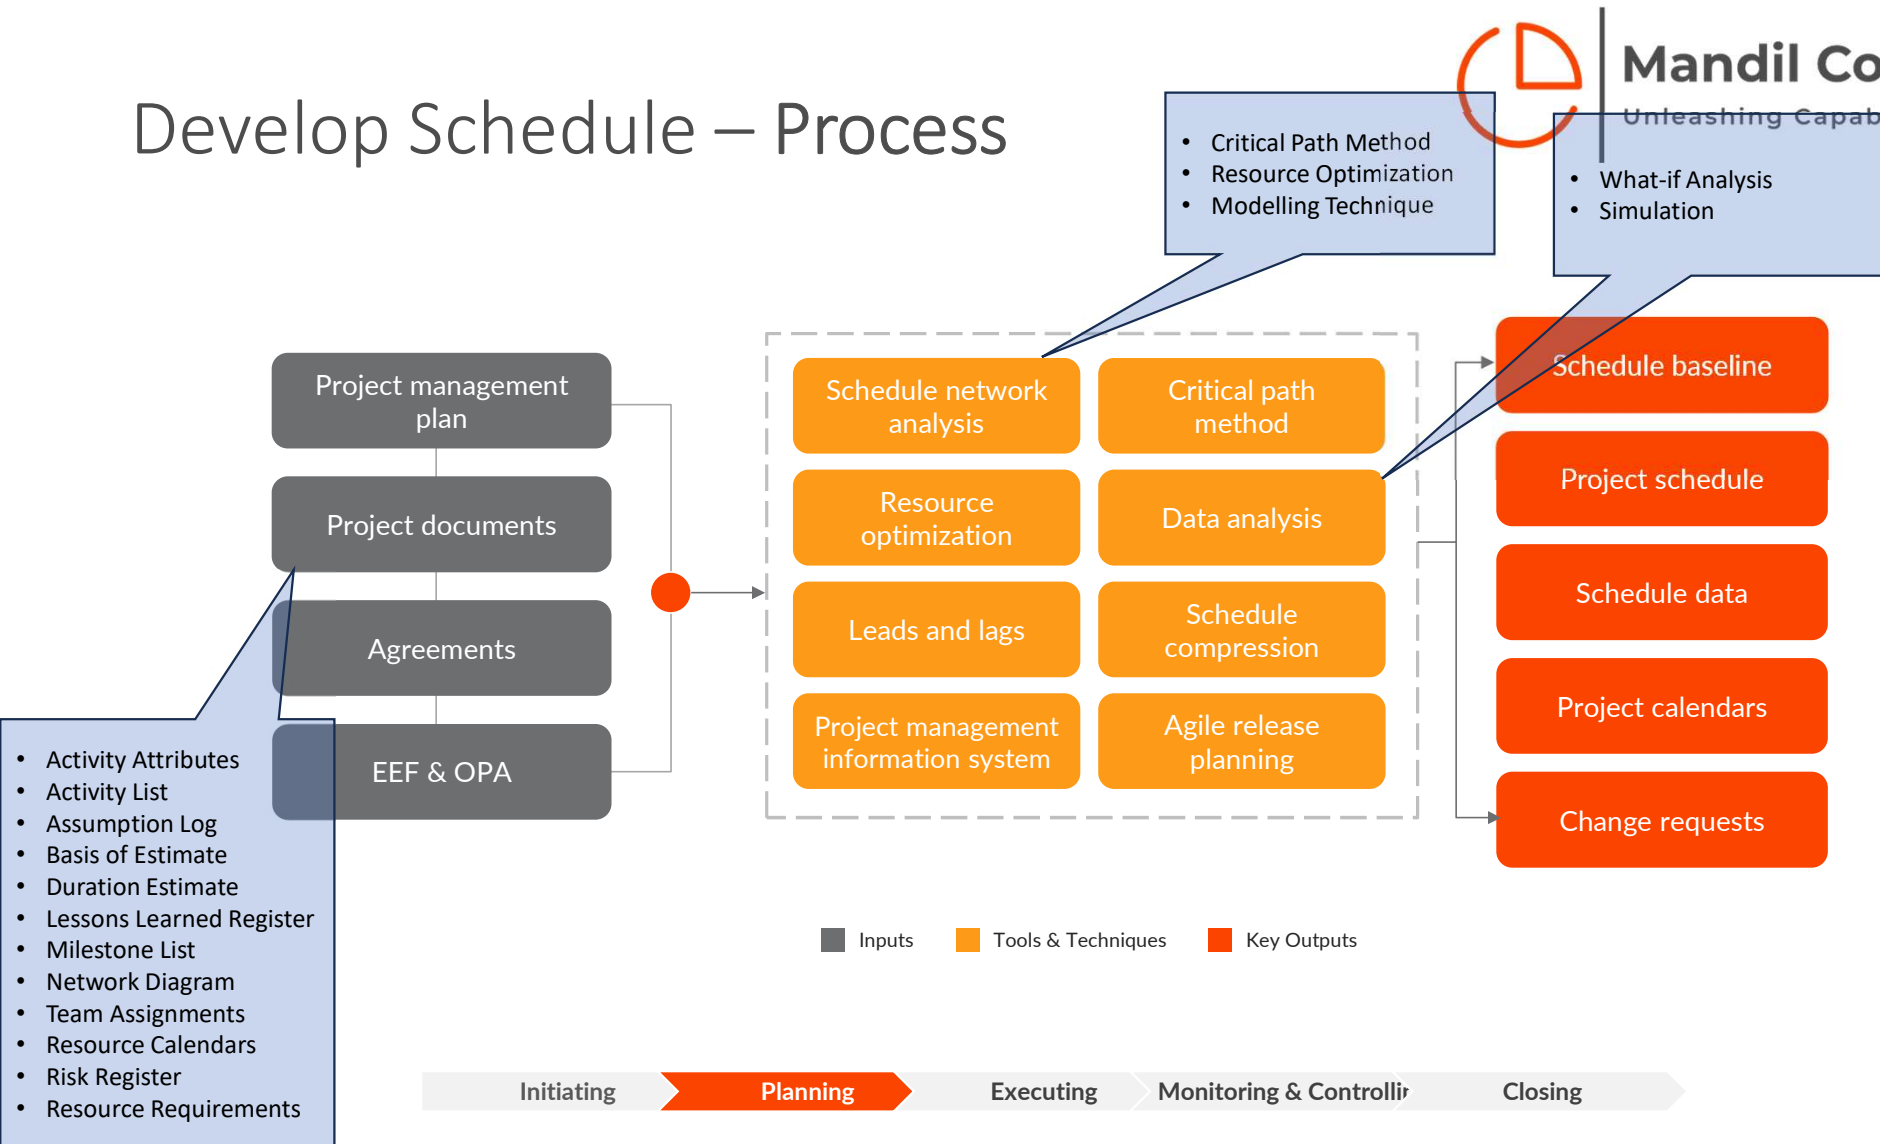 Mandil Co
Unleashing Capab
Develop Schedule – Process
• Critical Path Method
• Resource Optimization
• Modelling Technique
• What-if Analysis
• Simulation
Project management
plan
Project documents
Agreements
EEF & OPA
• Activity Attributes
• Activity List
• Assumption Log
• Basis of Estimate
• Duration Estimate
• Lessons Learned Register
• Milestone List
• Network Diagram
• Team Assignments
• Resource Calendars
• Risk Register
• Resource Requirements
Schedule network
analysis
Critical path
method
Resource
optimization
Data analysis
Leads and lags
Schedule
compression
Project management
information system
Agile release
planning
Schedule baseline
Project schedule
Schedule data
Project calendars
Change requests
Inputs
Tools & Techniques
Key Outputs
Initiating
Planning
Executing
Monitoring & Controllin
Closing